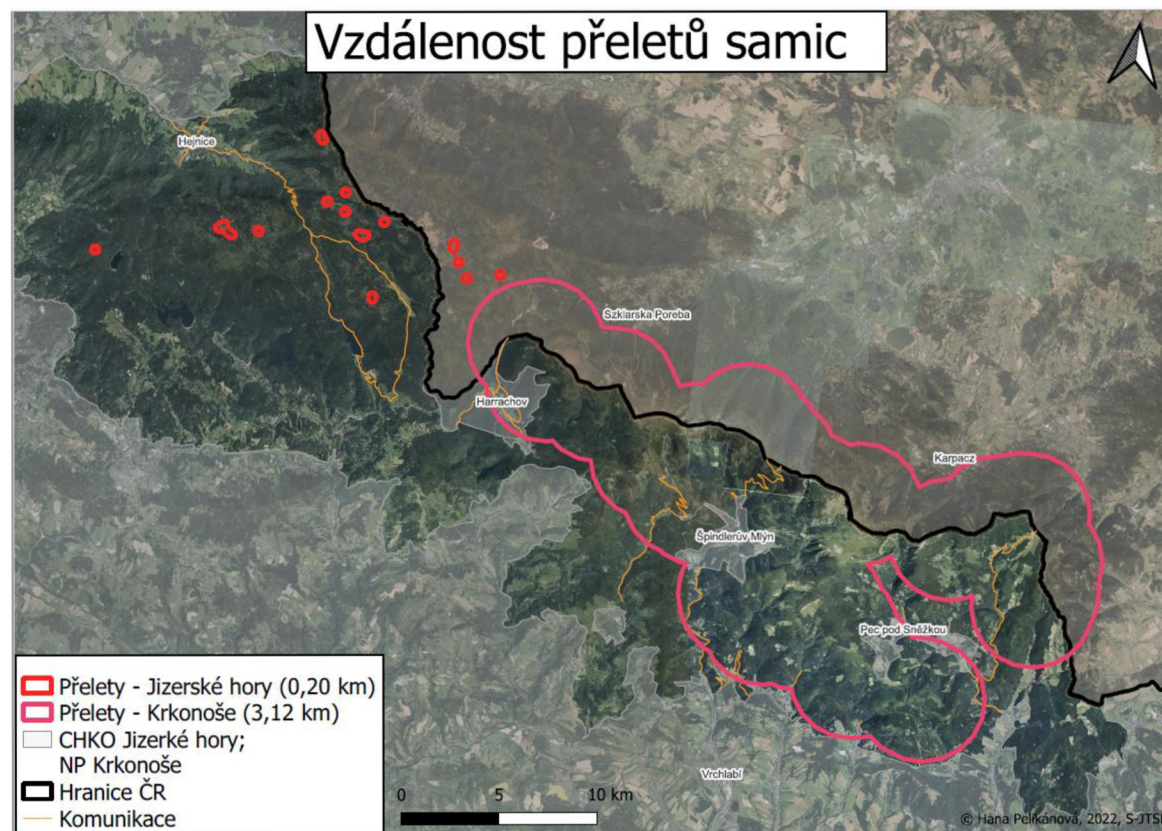 Vzdálenost přeletů samic
Hejnice
Szklarska Poreba
Harrachov
Karpacz
Špindlerův Mlýn
Pec pod Sněžkou
Vrchlabí
Přelety - Jizerské hory (0,20 km)
Přelety - Krkonoše (3,12 km)
CHKO Jizerké hory;
NP Krkonoše
Hranice ČR
Komunikace
0 5 10 km
© Hana Pelikánová, 2022, S-JTSK